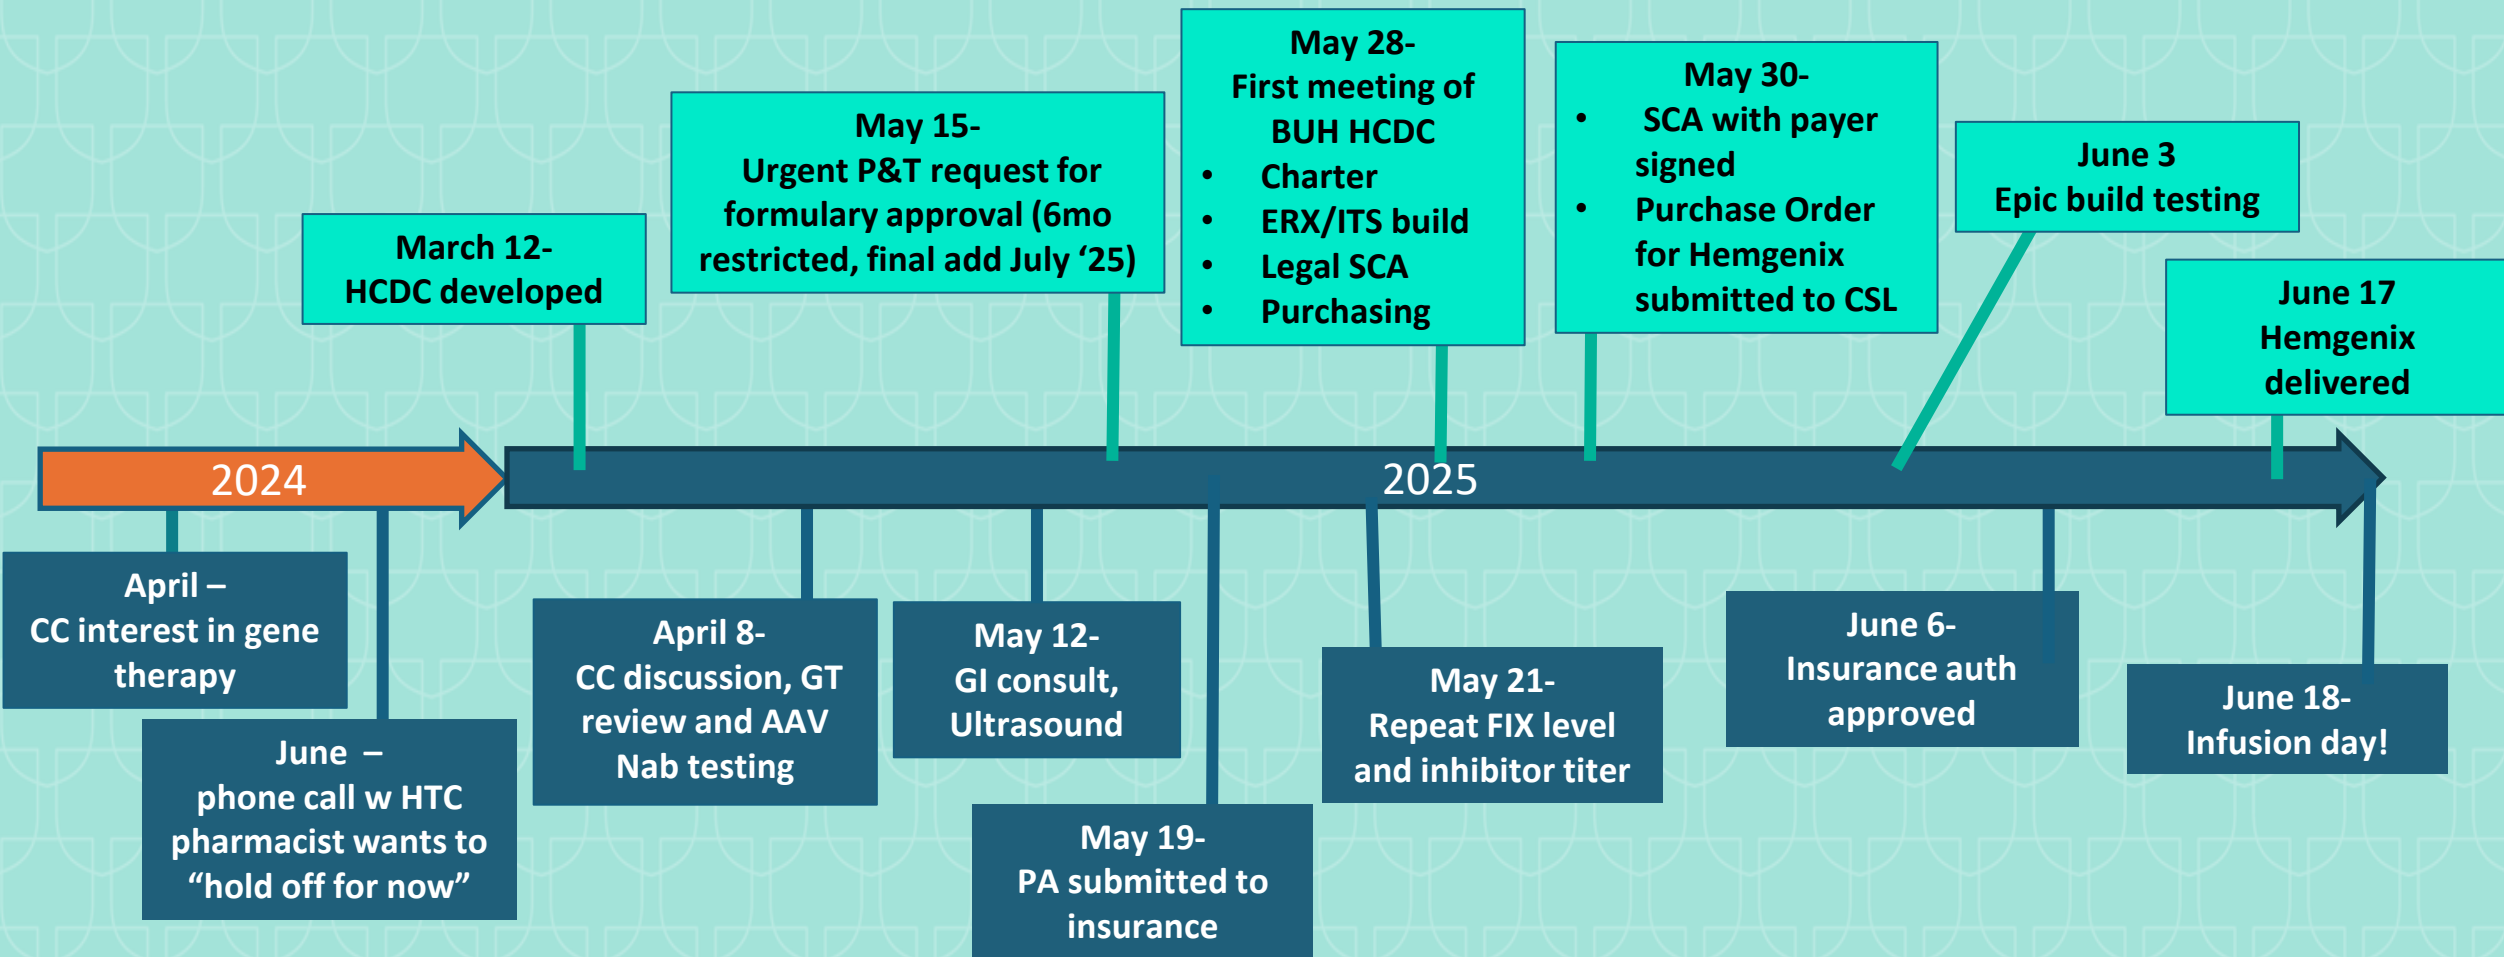 March 12-
HCDC developed
May 15-
Urgent P&T request for
formulary approval (6mo
restricted, final add July ‘25)
May 28-
First meeting of
BUH HCDC
• Charter
• ERX/ITS build
• Legal SCA
• Purchasing
May 30-
• SCA with payer
signed
• Purchase Order
for Hemgenix
submitted to CSL
June 3
Epic build testing
June 17
Hemgenix
delivered
2024
2025
April –
CC interest in gene
therapy
June –
phone call w HTC
pharmacist wants to
“hold off for now”
April 8-
CC discussion, GT
review and AAV
Nab testing
May 12-
GI consult,
Ultrasound
May 19-
PA submitted to
insurance
May 21-
Repeat FIX level
and inhibitor titer
June 6-
Insurance auth
approved
June 18-
Infusion day!